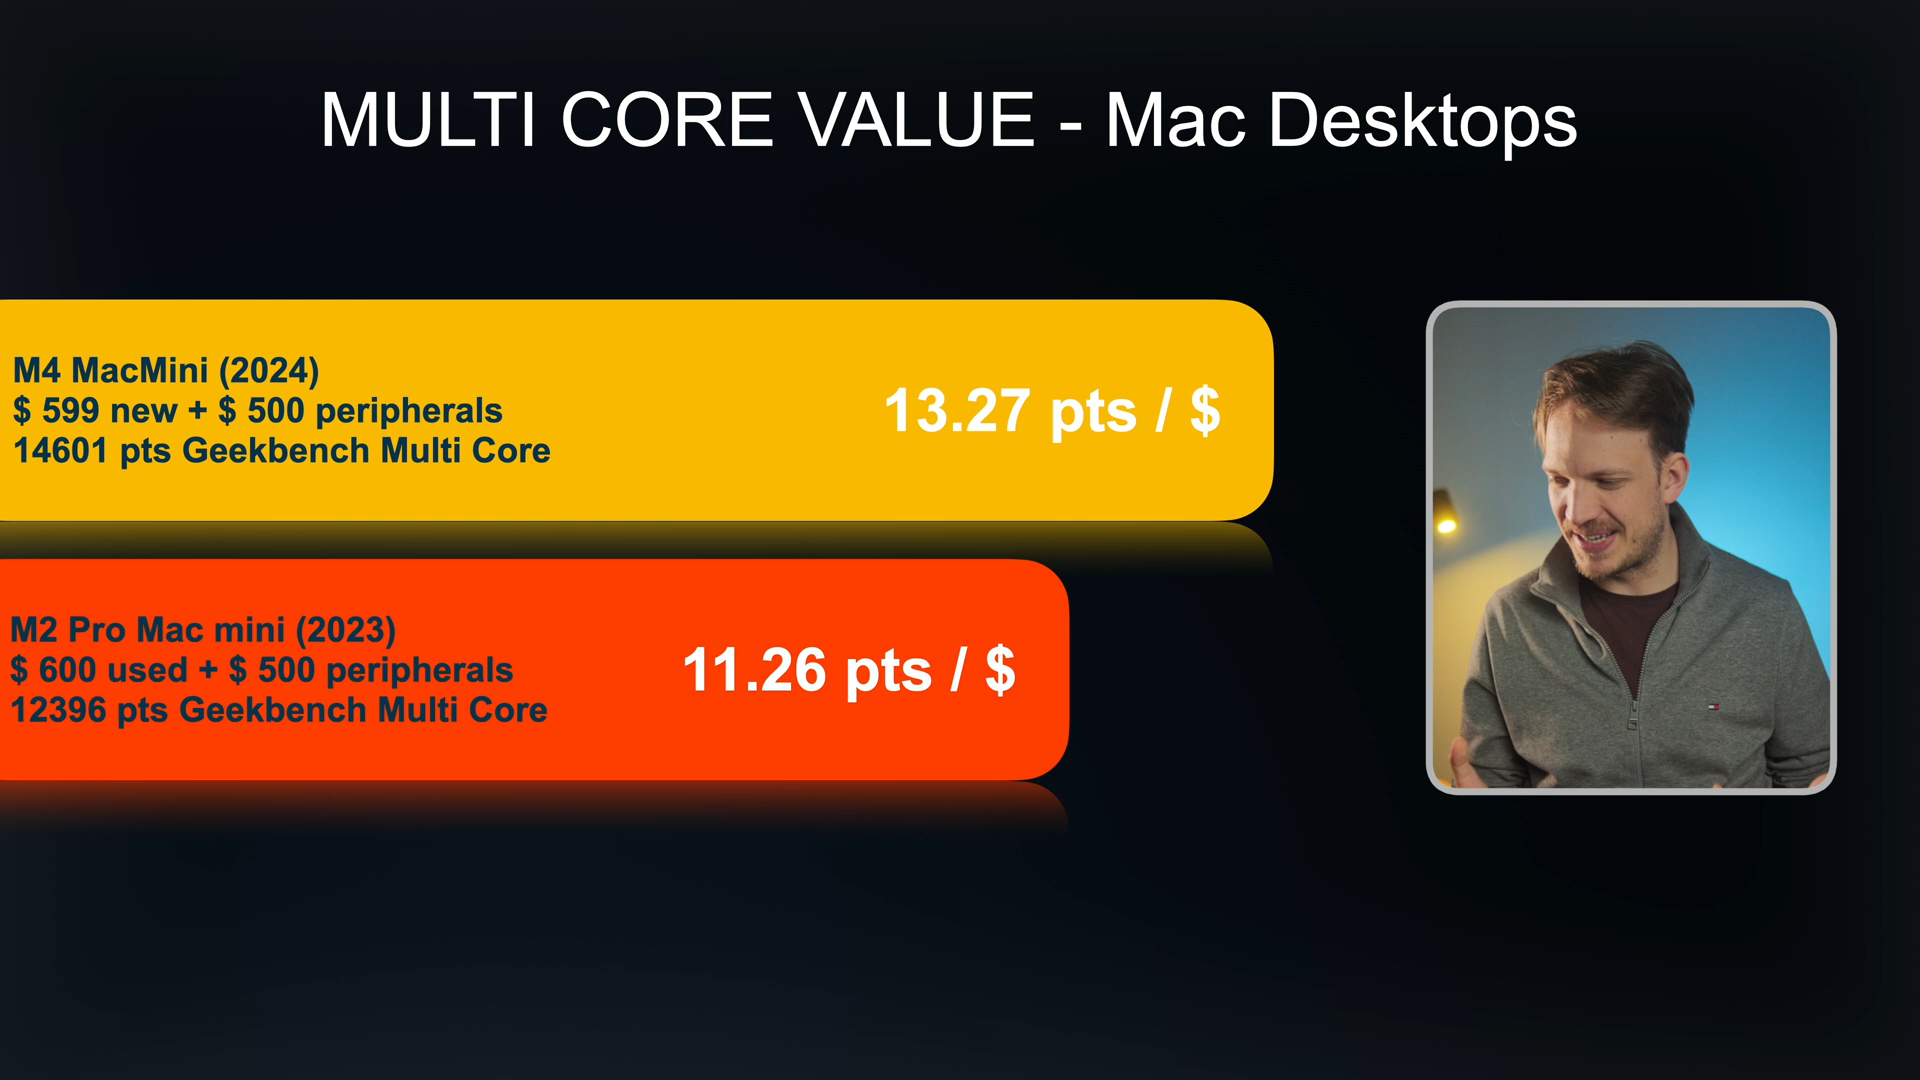 MULTI CORE VALUE - Mac Desktops
M4 MacMini (2024)
$ 599 new + $ 500 peripherals
14601 pts Geekbench Multi Core
13.27 pts / $
M2 Pro Mac mini (2023)
$ 600 used + $ 500 peripherals
12396 pts Geekbench Multi Core
11.26 pts / $